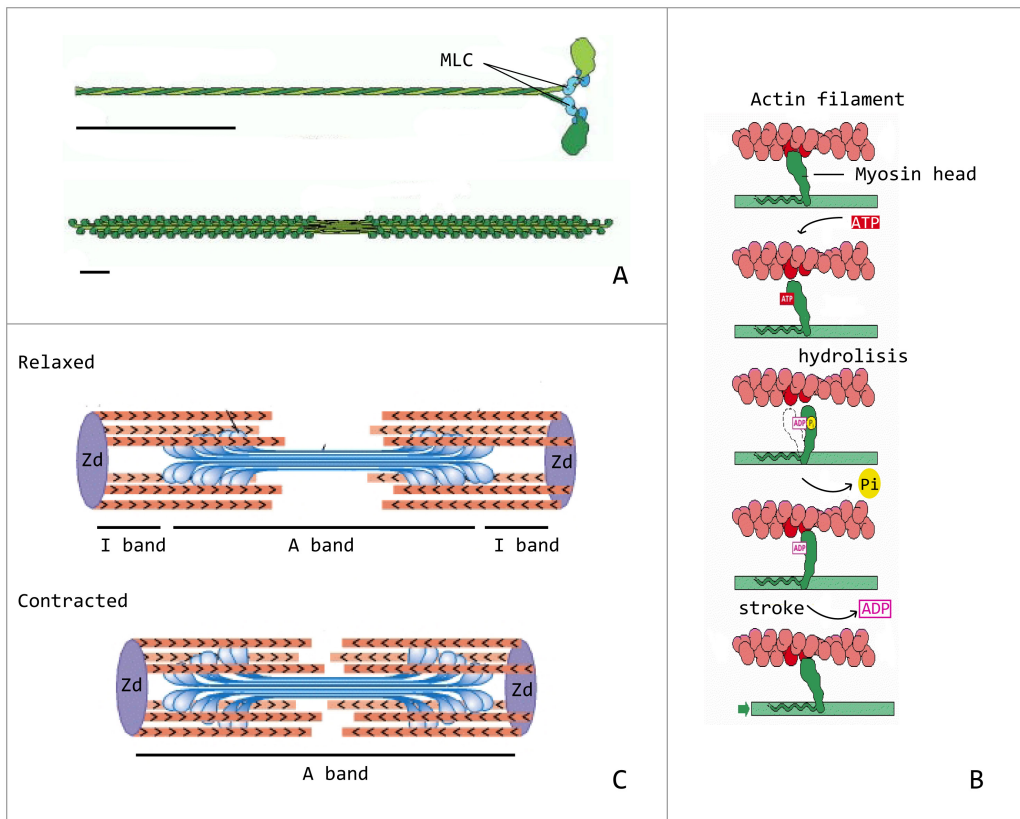 MLC
A
Actin filament
Myosin head
ATP
ATP
hydrolisis
ADP Pi
Pi
ADP
stroke
ADP
B
Relaxed
Zd
Zd
I band
A band
I band
Contracted
Zd
Zd
A band
C